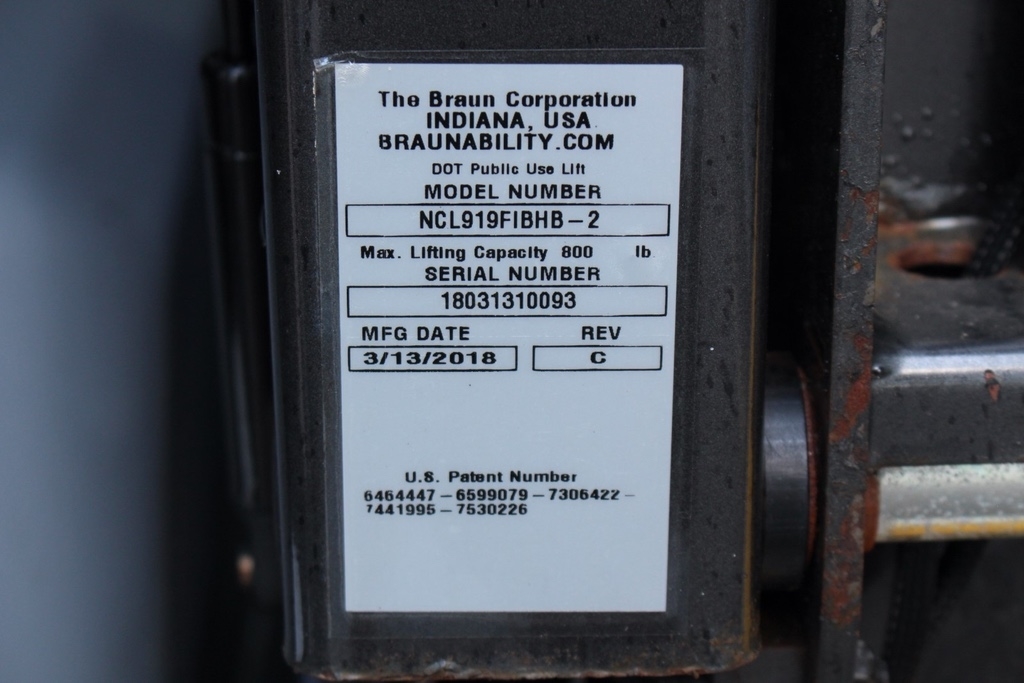 The Braun Corporation
INDIANA, USA
BRAUNABILITY.COM
DOT Public Use Lift
MODEL NUMBER
NCL919FIBHB-2
Max. Lifting Capacity 800 lb
SERIAL NUMBER
18031310093
MFG DATE REV
3/13/2018 C
U.S. Patent Number
6464447-6599079-7306422-
7441995-7530226